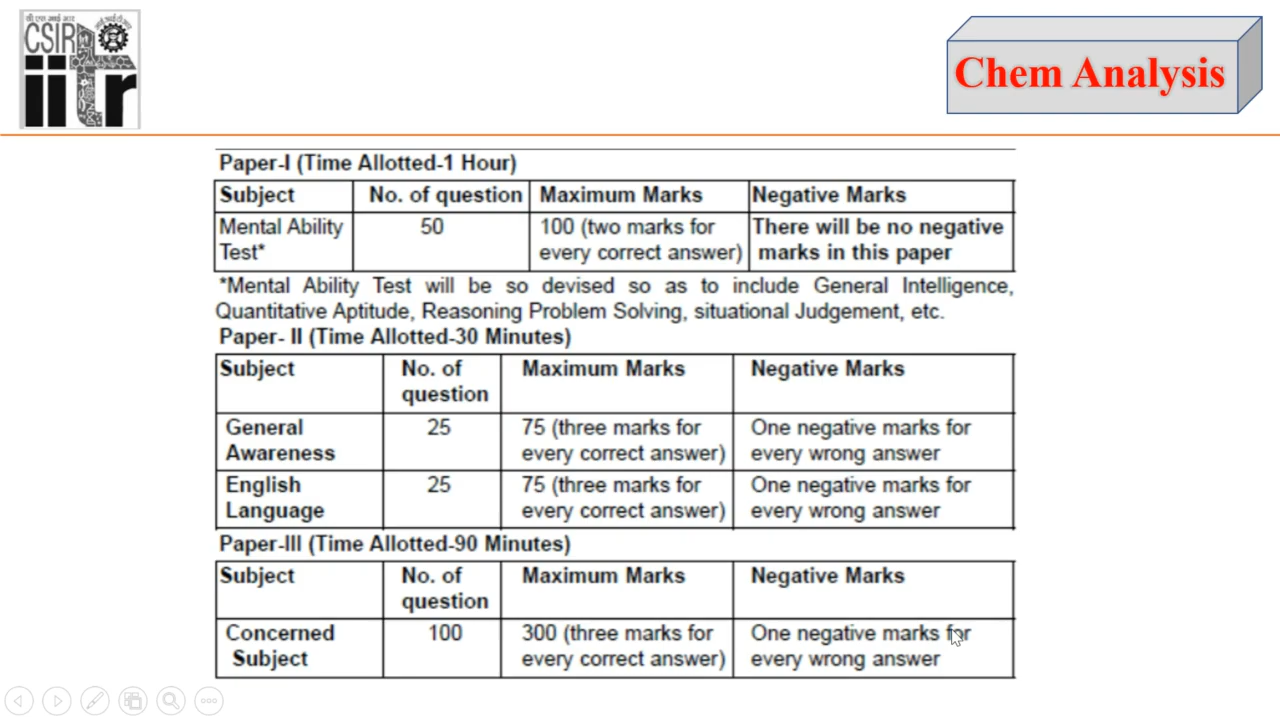 सी एस आई आर
CSIR
आई आई टी आर
iitr
Chem Analysis
Paper-I (Time Allotted-1 Hour)
Subject No. of question Maximum Marks Negative Marks
Mental Ability 50 100 (two marks for There will be no negative
Test* every correct answer) marks in this paper
*Mental Ability Test will be so devised so as to include General Intelligence,
Quantitative Aptitude, Reasoning Problem Solving, situational Judgement, etc.
Paper- II (Time Allotted-30 Minutes)
Subject No. of Maximum Marks Negative Marks
question
General 25 75 (three marks for One negative marks for
Awareness every correct answer) every wrong answer
English 25 75 (three marks for One negative marks for
Language every correct answer) every wrong answer
Paper-III (Time Allotted-90 Minutes)
Subject No. of Maximum Marks Negative Marks
question
Concerned 100 300 (three marks for One negative marks for
Subject every correct answer) every wrong answer